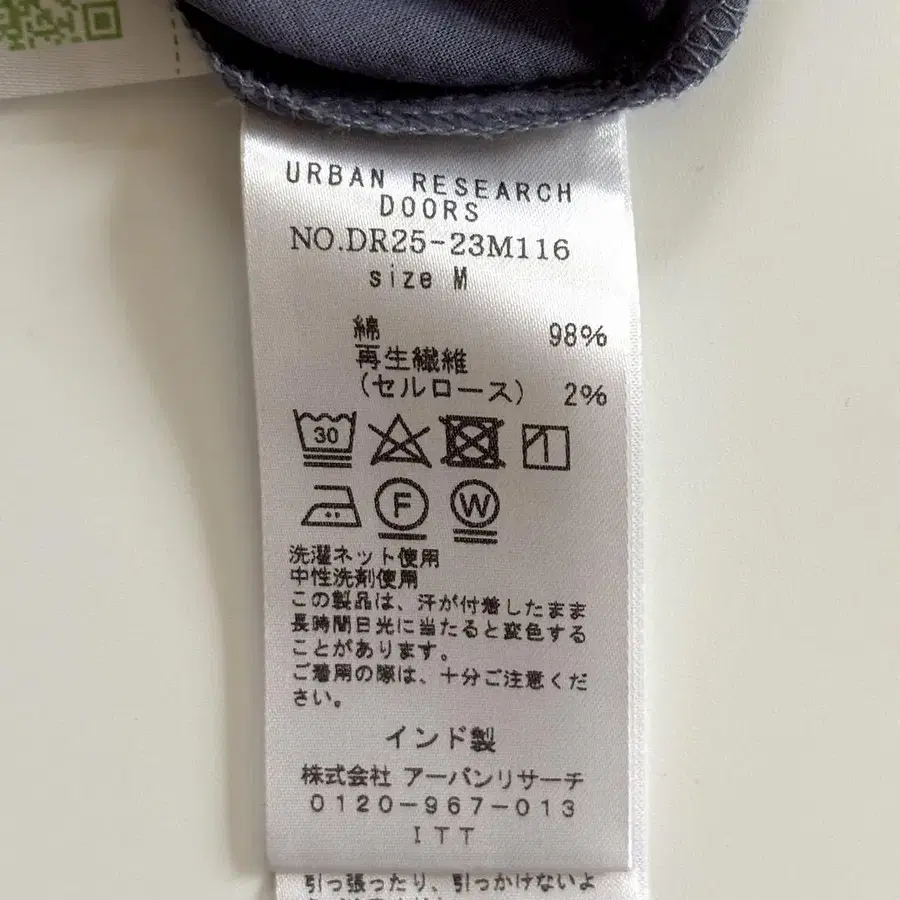 URBAN RESEARCH
DOORS
NO.DR25-23M116
size M
綿 98%
再生繊維
(セルロース) 2%
30
F W
洗濯ネット使用
中性洗剤使用
この製品は、汗が付着したまま
長時間日光に当たると変色する
ことがあります。
ご着用の際は、十分ご注意くだ
さい。
インド製
株式会社 アーバンリサーチ
0120-967-013
ITT
引っ張ったり、引っかけないよ